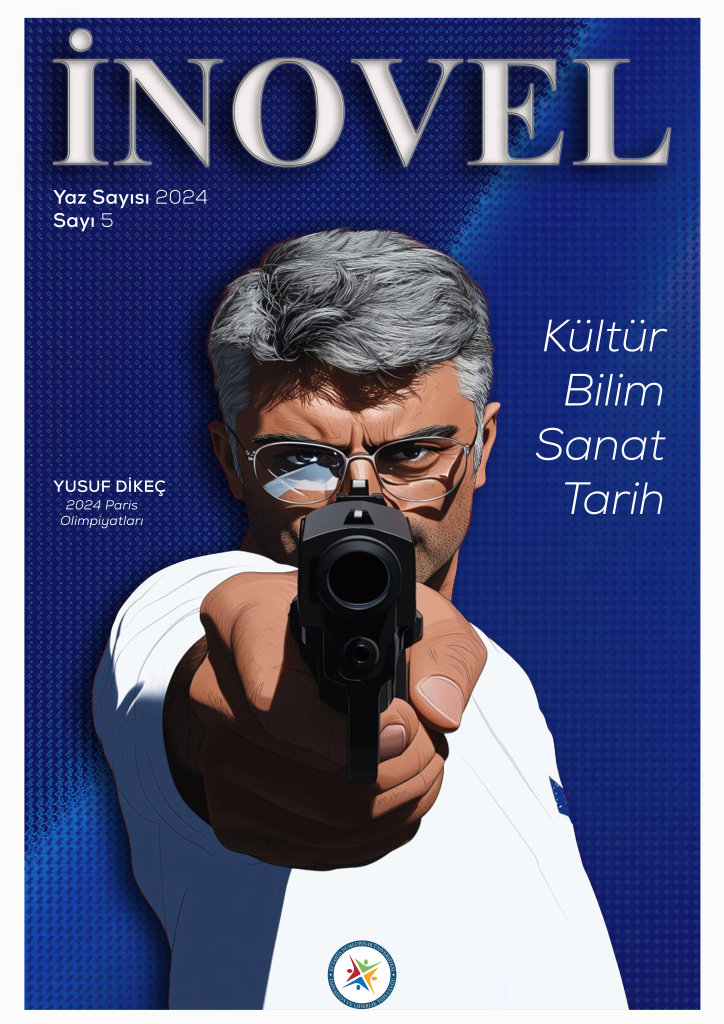 İNOVEL
Yaz Sayısı 2024
Sayı 5
Kültür
Bilim
Sanat
Tarih
YUSUF DİKEÇ
2024 Paris
Olimpiyatları